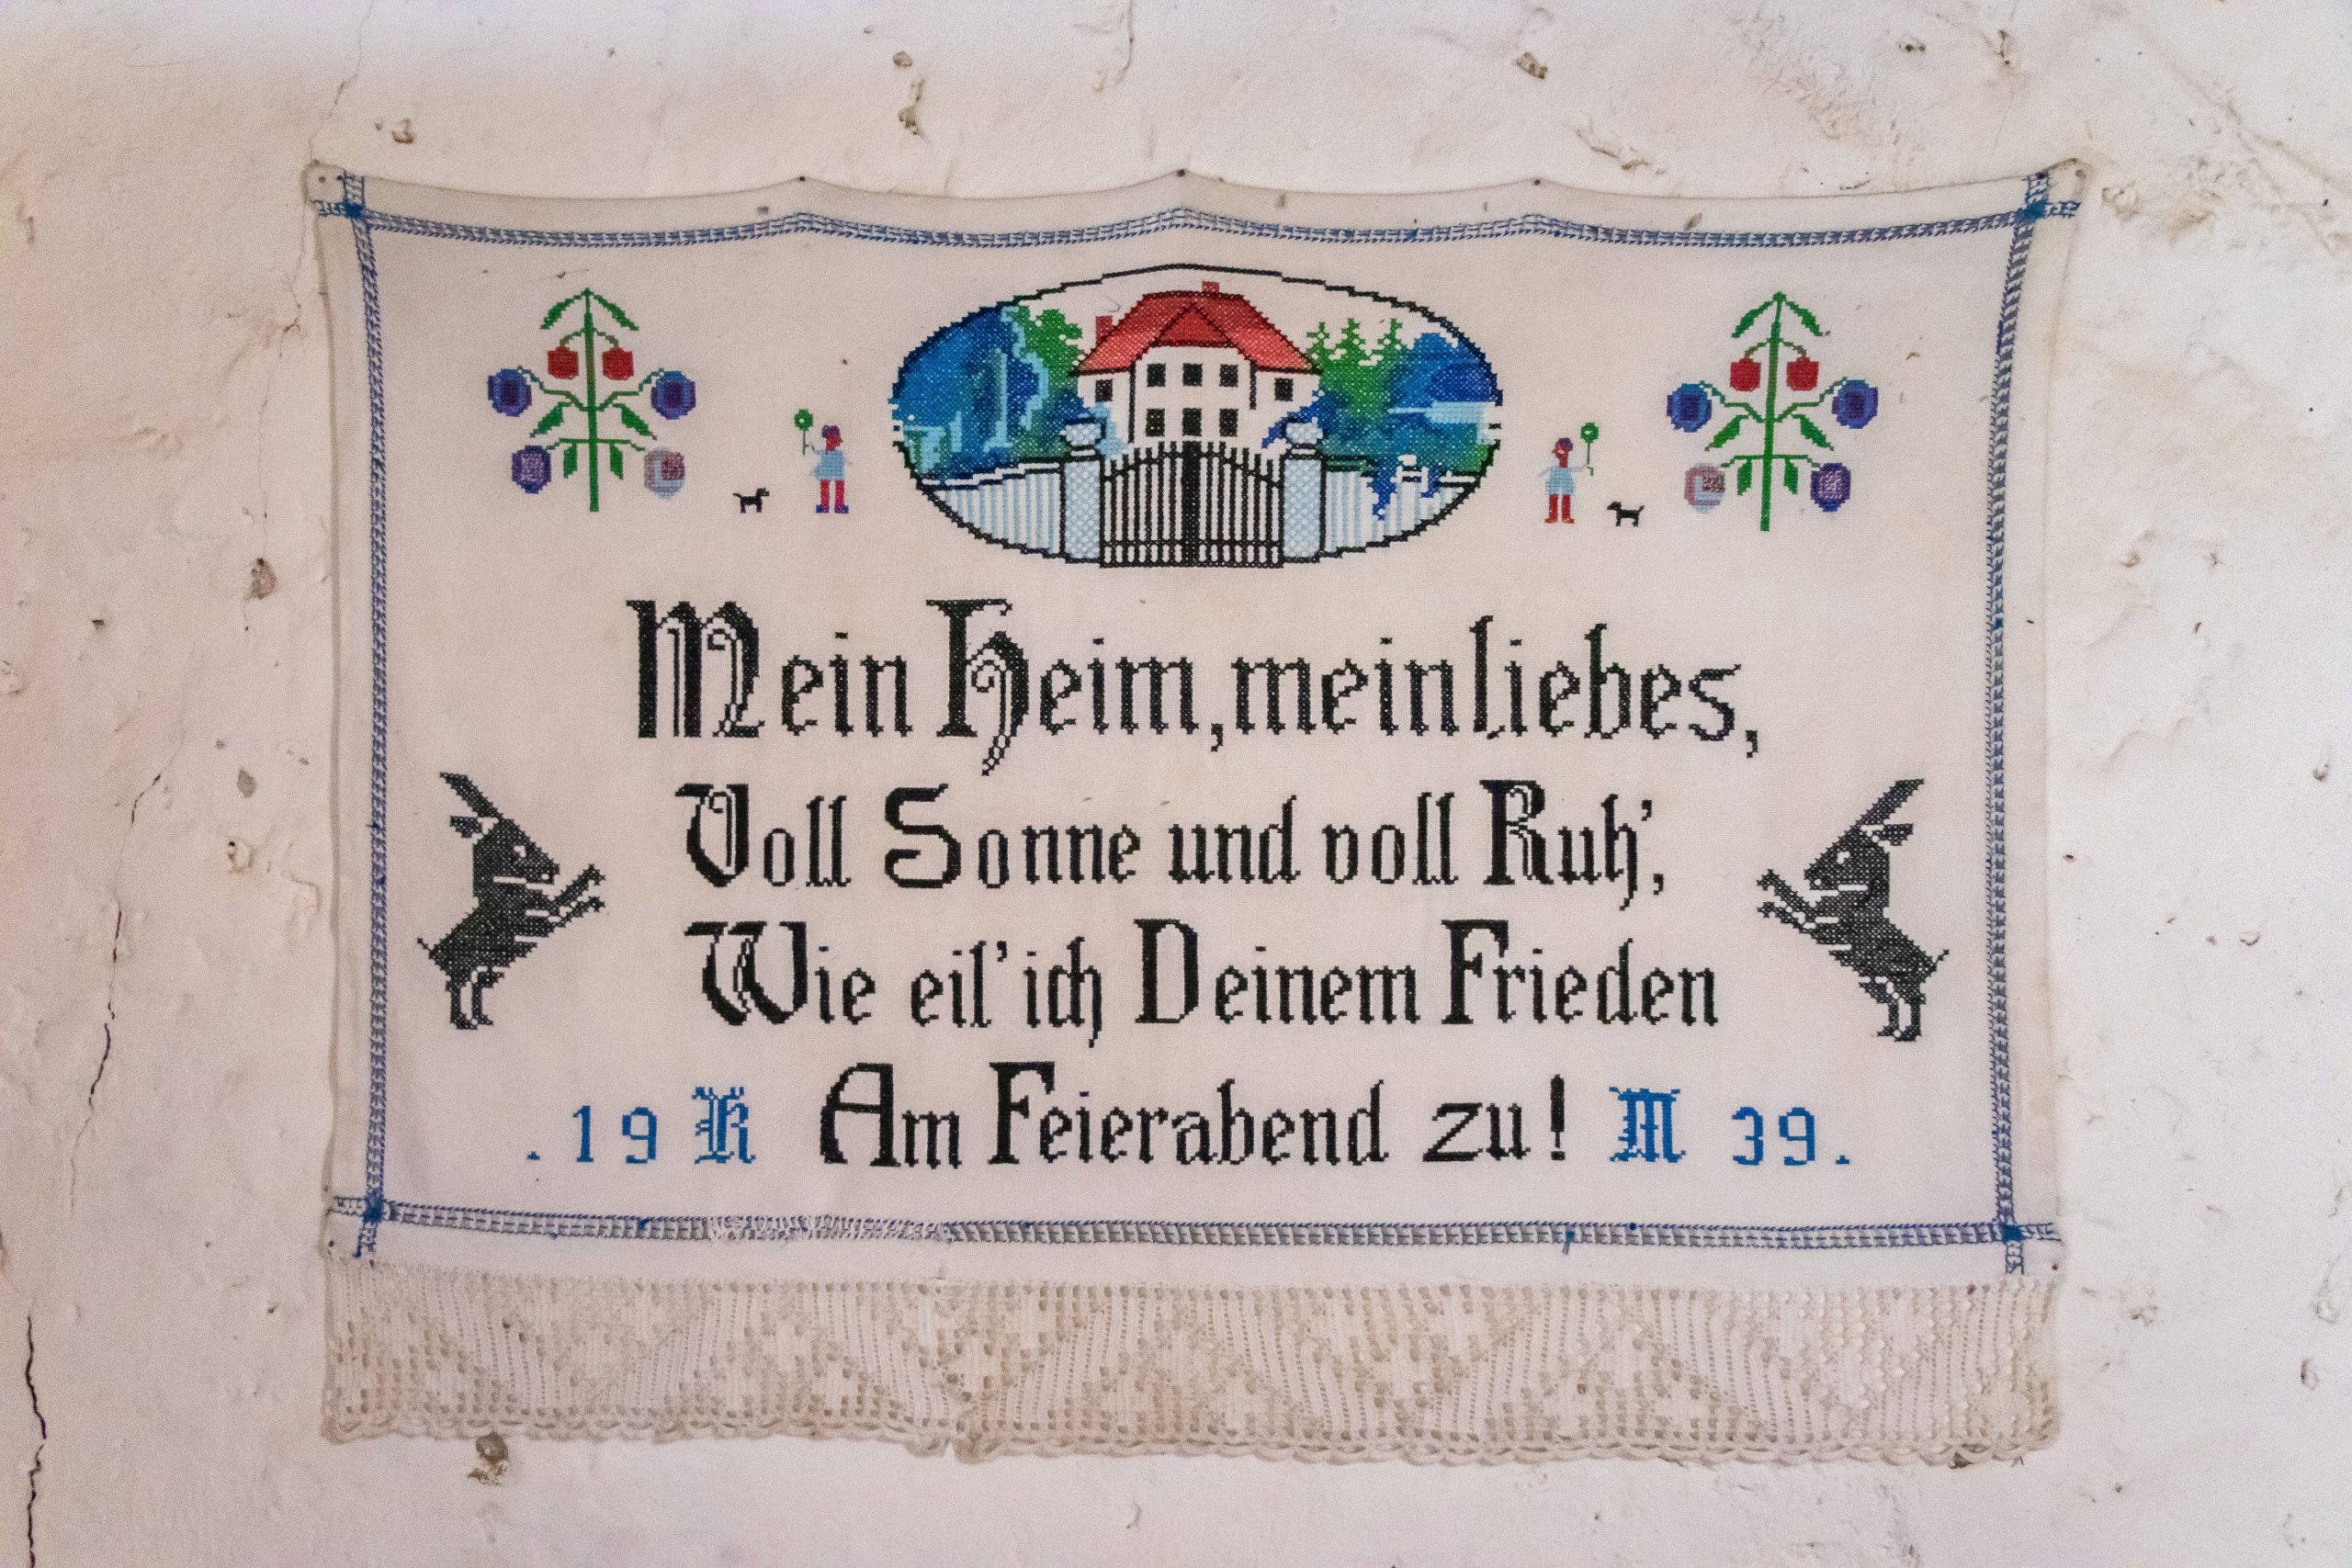 Mein Heim, mein liebes,
Voll Sonne und voll Ruh',
Wie eil' ich Deinem Frieden
.19 K Am Feierabend zu! M 39.